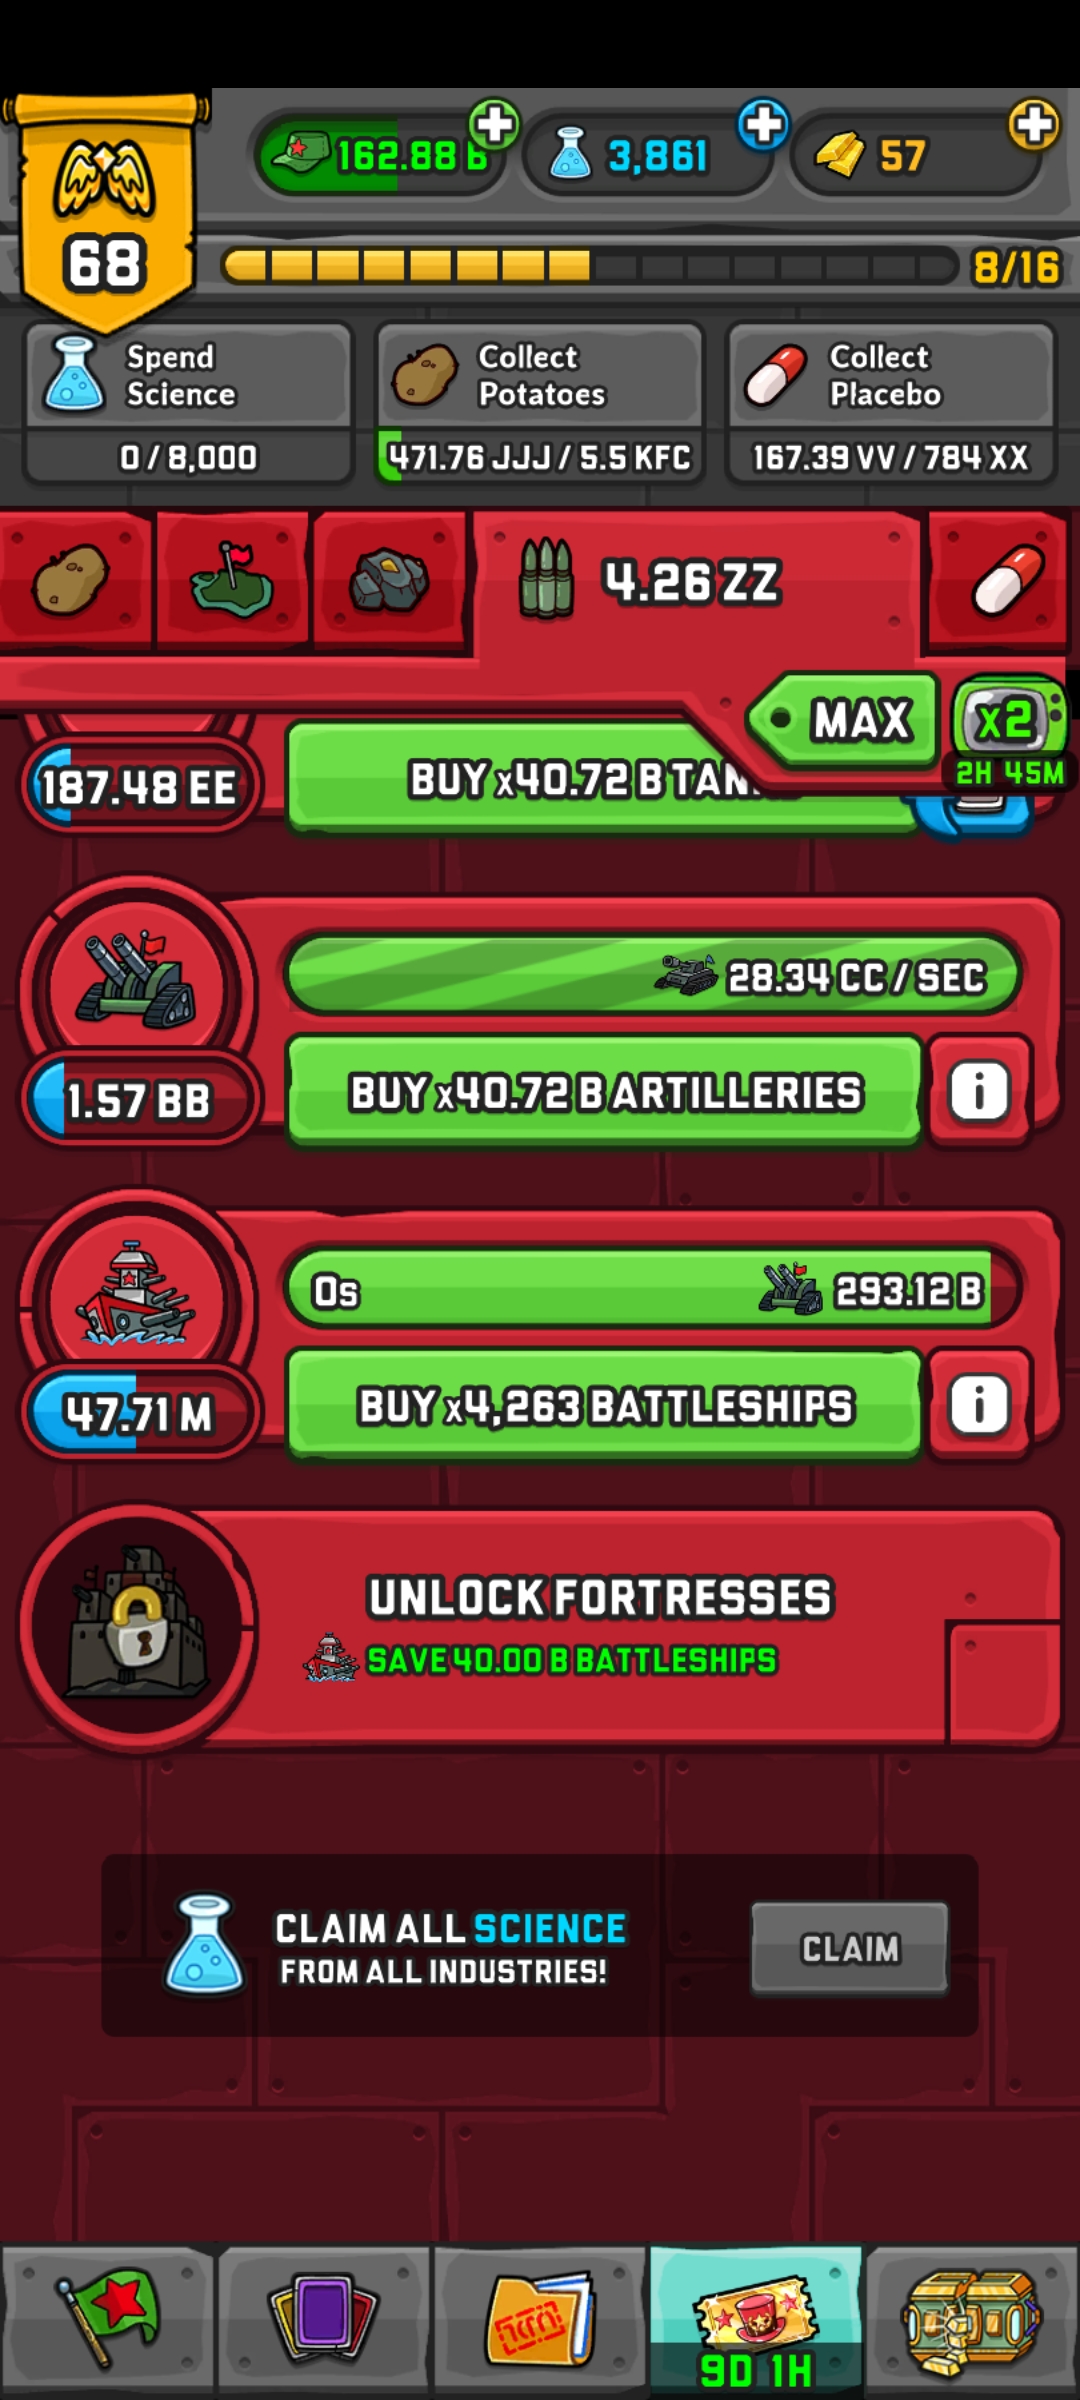 162.88 B
3,861
57
68
8/16
Spend
Science
0 / 8,000
Collect
Potatoes
471.76 JJJ / 5.5 KFC
Collect
Placebo
167.39 VV / 784 XX
4.26 ZZ
MAX
x2
2H 45M
187.48 EE
BUY x40.72 B
28.34 CC / SEC
1.57 BB
BUY x40.72 B ARTILLERIES
i
0s
293.12 B
47.71 M
BUY x4,263 BATTLESHIPS
i
UNLOCK FORTRESSES
SAVE 40.00 B BATTLESHIPS
CLAIM ALL SCIENCE
FROM ALL INDUSTRIES!
CLAIM
9D 1H